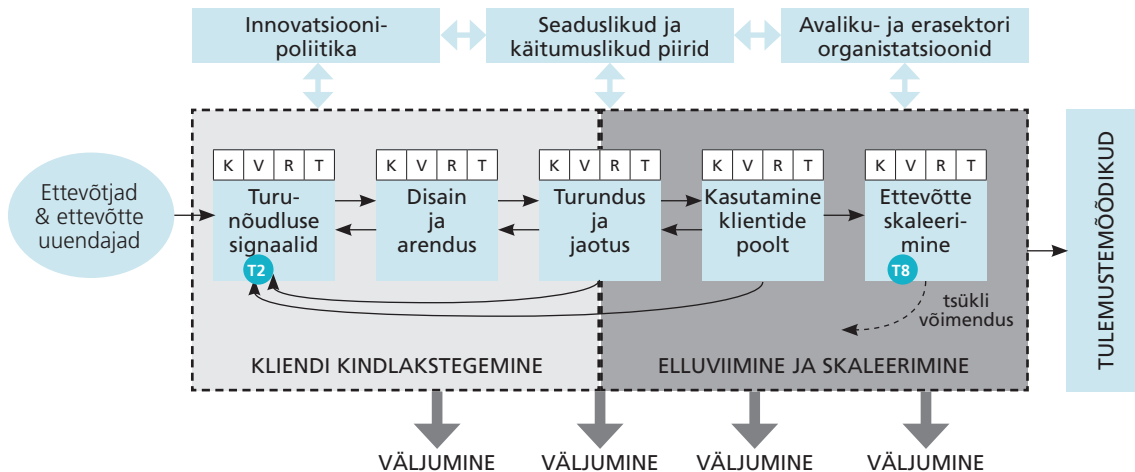 Innovatsiooni-
poliitika
Seaduslikud ja
käitumuslikud piirid
Avaliku- ja erasektori
organistatsioonid
Ettevõtjad
& ettevõtte
uuendajad
K V R T
Turu-
nõudluse
signaalid
T2
K V R T
Disain
ja
arendus
K V R T
Turundus
ja
jaotus
K V R T
Kasutamine
klientide
poolt
K V R T
Ettevõtte
skaleeri-
mine
T8
tsükli
võimendus
KLIENDI KINDLAKSTEGEMINE
ELLUVIIMINE JA SKALEERIMINE
TULEMUSTEMÕÕDIKUD
VÄLJUMINE
VÄLJUMINE
VÄLJUMINE
VÄLJUMINE